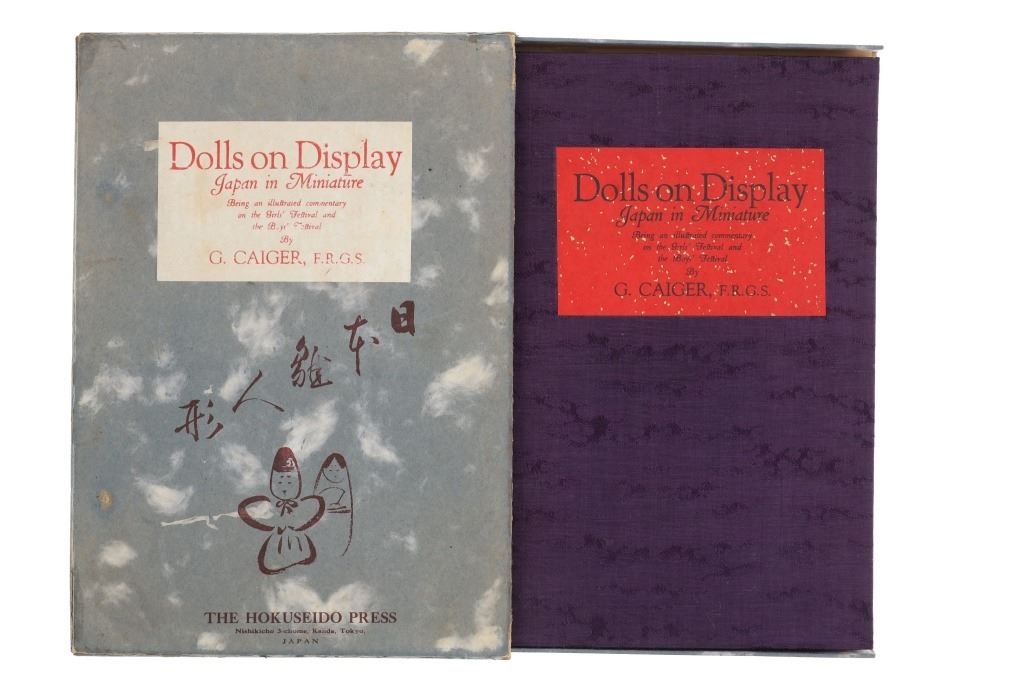 Dolls on Display
Japan in Miniature
Being an illustrated commentary
on the Girls' Festival and
the Boys' Festival
By
G. CAIGER, F.R.G.S.
日本雛人形
THE HOKUSEIDO PRESS
Nishikicho 3-chome, Kanda, Tokyo,
JAPAN
Dolls on Display
Japan in Miniature
Being an illustrated commentary
on the Girls' Festival and
the Boys' Festival
By
G. CAIGER, F.R.G.S.